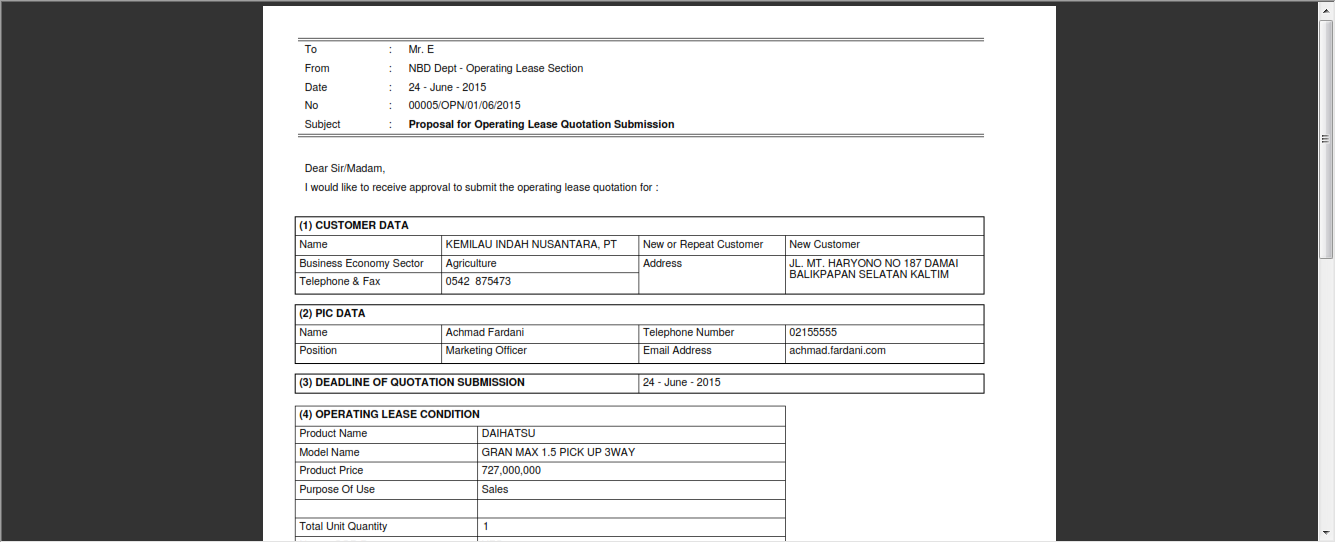 To : Mr. E
From : NBD Dept - Operating Lease Section
Date : 24 - June - 2015
No : 00005/OPN/01/06/2015
Subject : Proposal for Operating Lease Quotation Submission
Dear Sir/Madam,
I would like to receive approval to submit the operating lease quotation for :
(1) CUSTOMER DATA
Name KEMILAU INDAH NUSANTARA, PT New or Repeat Customer New Customer
Business Economy Sector Agriculture Address JL. MT. HARYONO NO 187 DAMAI
BALIKPAPAN SELATAN KALTIM
Telephone & Fax 0542 875473
(2) PIC DATA
Name Achmad Fardani Telephone Number 02155555
Position Marketing Officer Email Address achmad.fardani.com
(3) DEADLINE OF QUOTATION SUBMISSION 24 - June - 2015
(4) OPERATING LEASE CONDITION
Product Name DAIHATSU
Model Name GRAN MAX 1.5 PICK UP 3WAY
Product Price 727,000,000
Purpose Of Use Sales
Total Unit Quantity 1